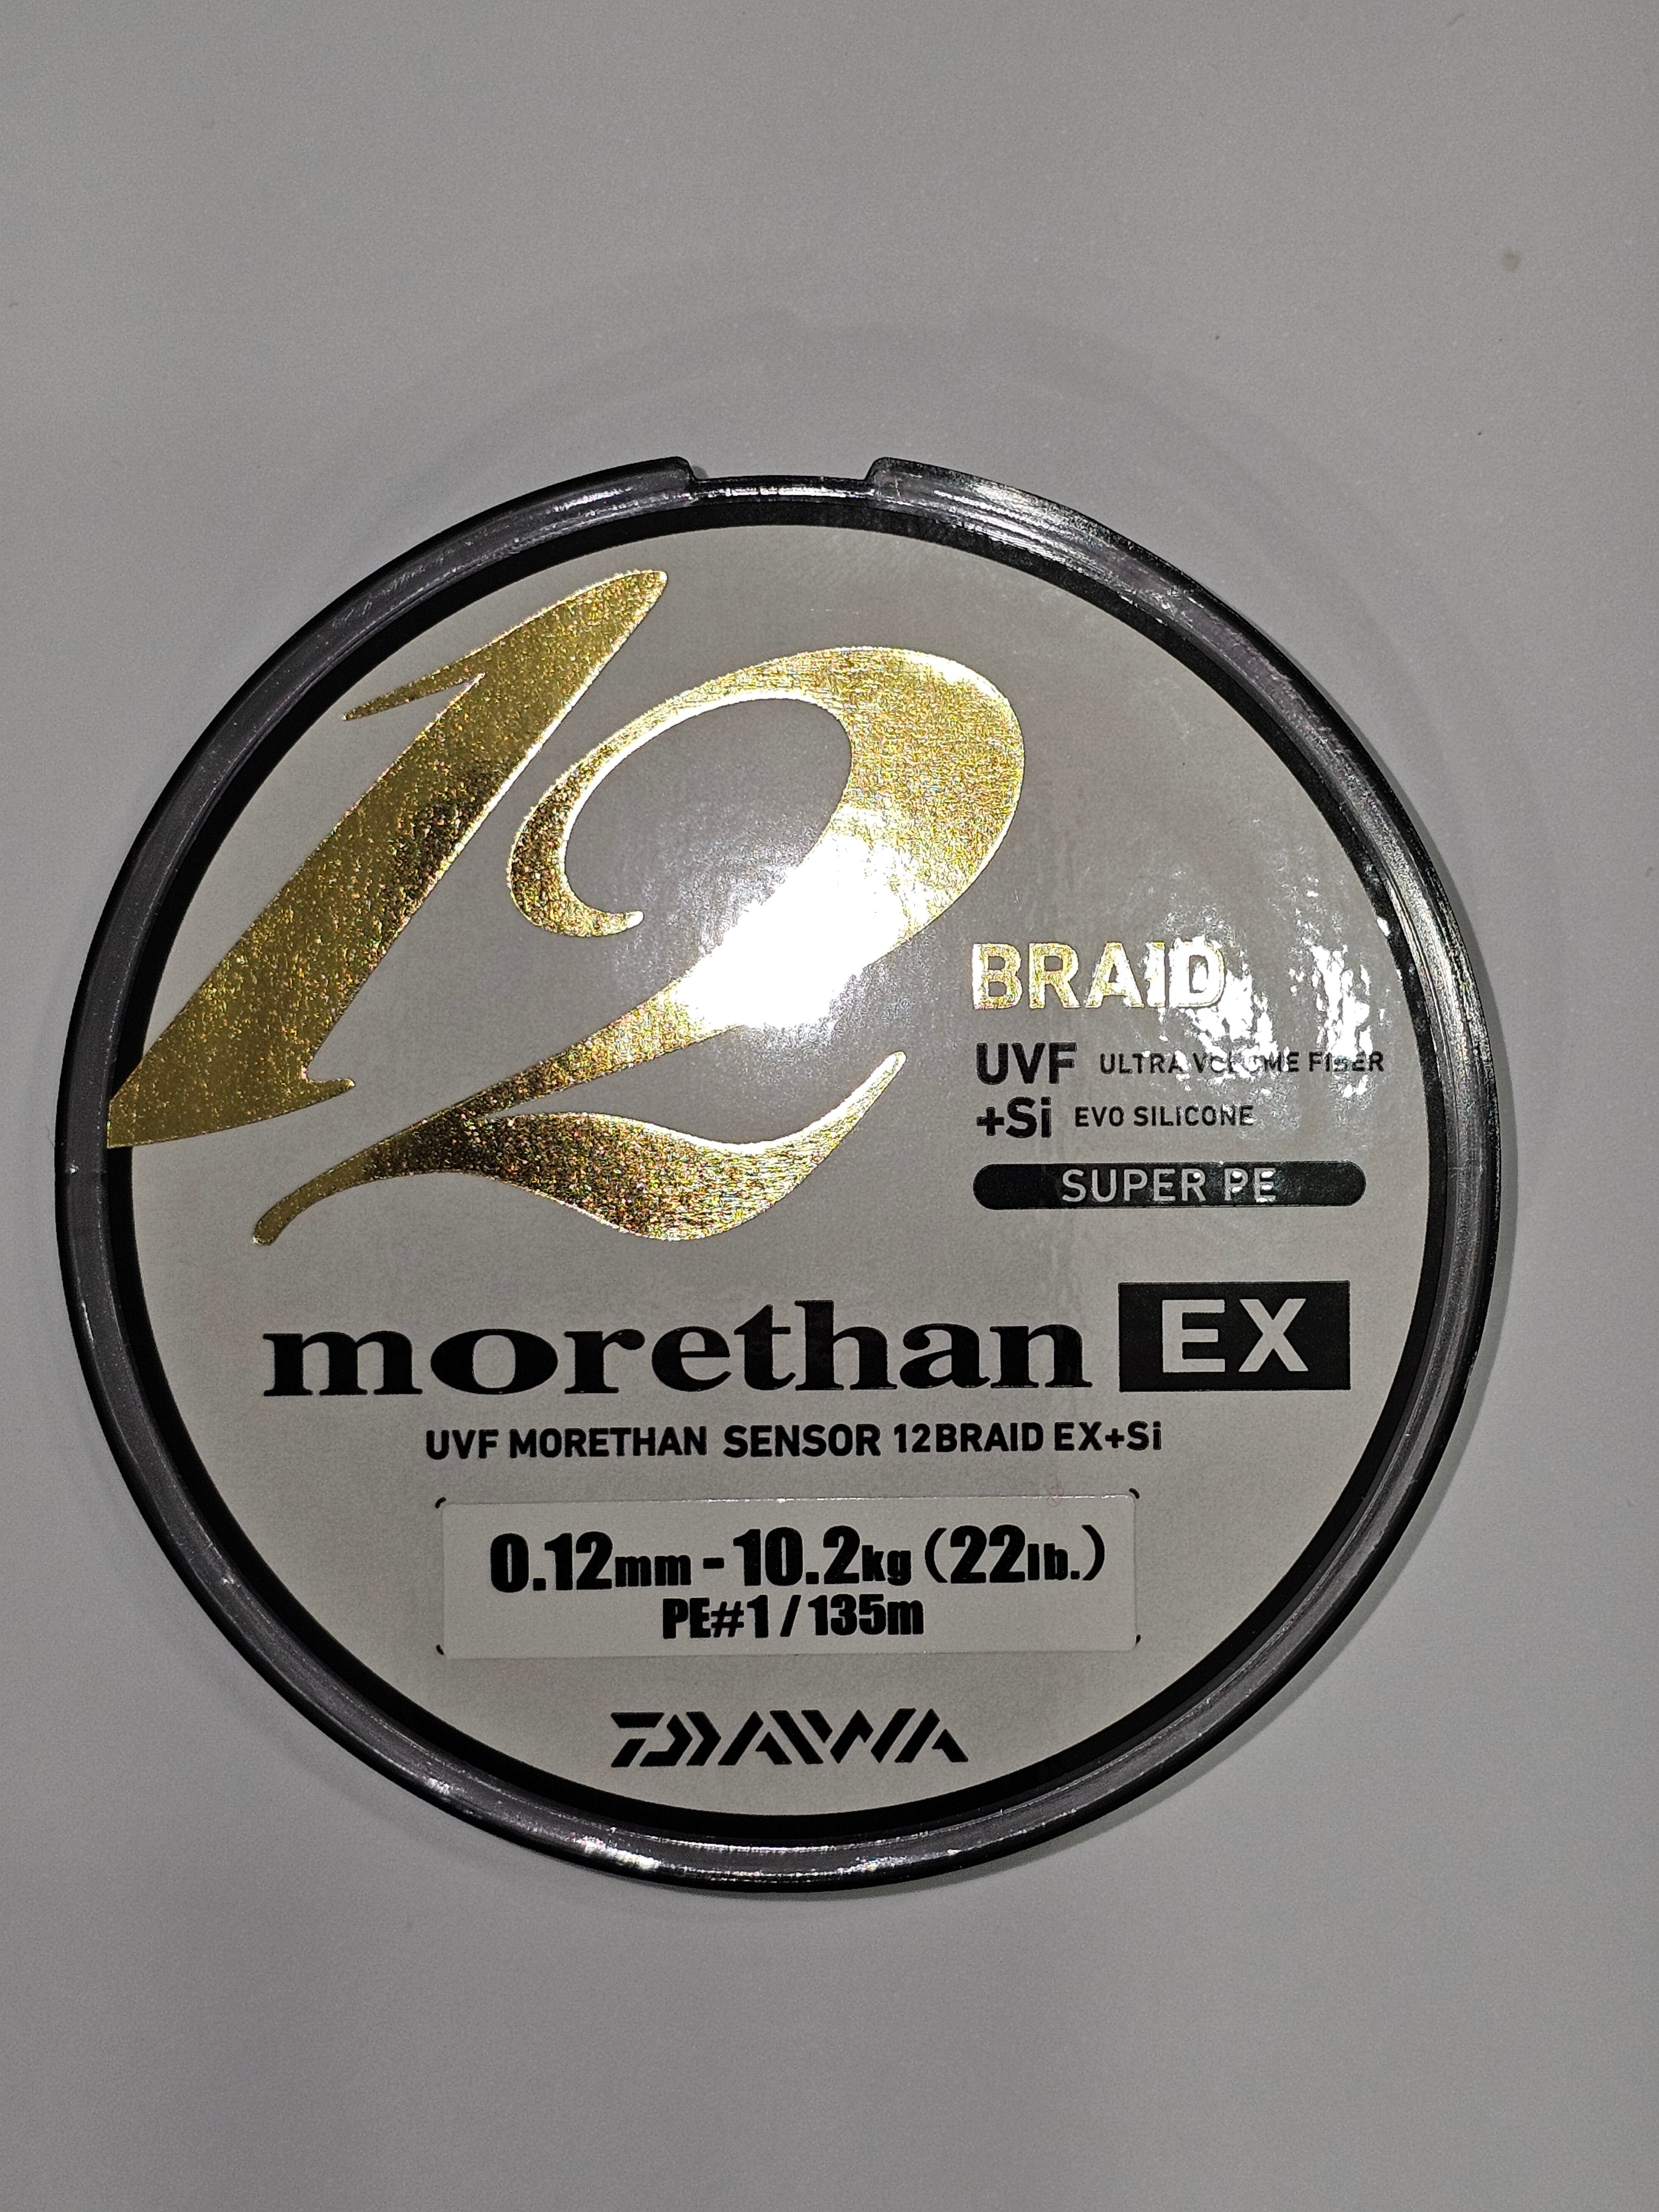 12
BRAID
UVF ULTRA VOLUME FIBER
+Si EVO SILICONE
SUPER PE
morethan EX
UVF MORETHAN SENSOR 12BRAID EX+Si
0.12mm-10.2kg(22lb.)
PE#1/135m
DAIWA